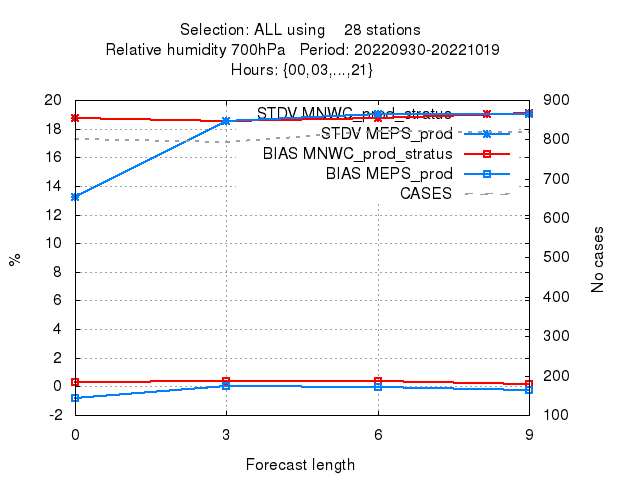 Selection: ALL using    28 stations
Relative humidity 700hPa   Period: 20220930-20221019
Hours: {00,03,...,21}
STDV MNWC_prod_stratus
STDV MEPS_prod
BIAS MNWC_prod_stratus
BIAS MEPS_prod
CASES
20
18
16
14
12
10
8
6
4
2
0
-2
%
900
800
700
600
500
400
300
200
100
No cases
0 3 6 9
Forecast length